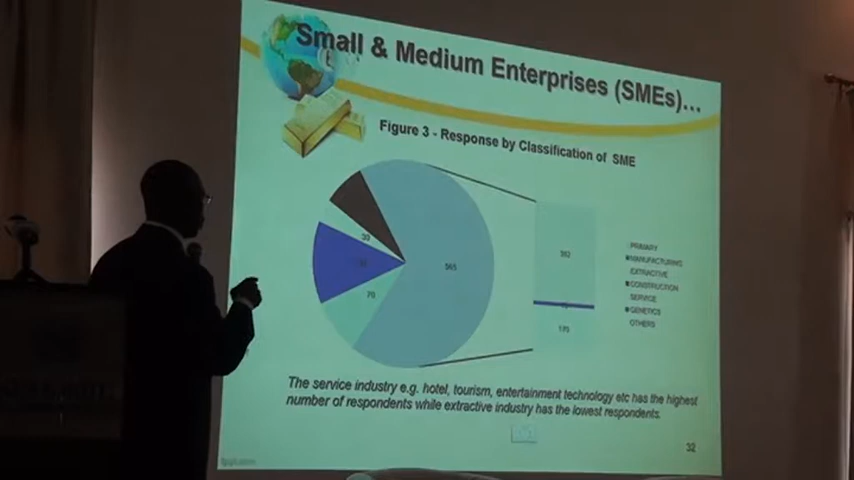 Small & Medium Enterprises (SMEs)...
Figure 3 - Response by Classification of SME
30
70
565
PRIMARY
MANUFACTURING
EXTRACTIVE
CONSTRUCTION
SERVICE
GENETICS
OTHERS
The service industry e.g. hotel, tourism, entertainment technology etc has the highest
number of respondents while extractive industry has the lowest respondents.
32